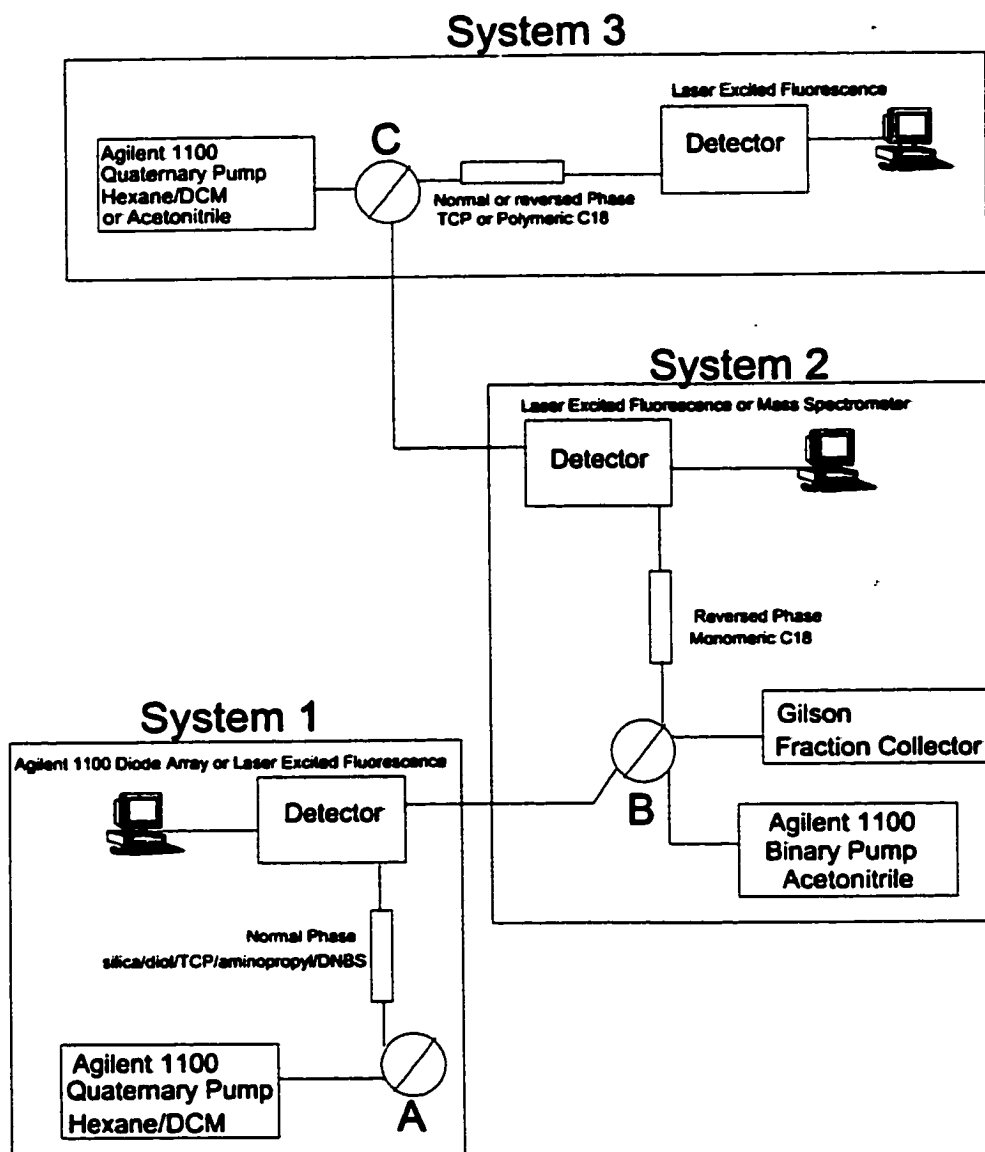 System 3
Laser Excited Fluorescence
Detector
C
Agilent 1100
Quaternary Pump
Hexane/DCM
or Acetonitrile
Normal or reversed Phase
TCP or Polymeric C18
System 2
Laser Excited Fluorescence or Mass Spectrometer
Detector
Reversed Phase
Monomeric C18
Gilson
Fraction Collector
B
Agilent 1100
Binary Pump
Acetonitrile
System 1
Agilent 1100 Diode Array or Laser Excited Fluorescence
Detector
Normal Phase
silica/diol/TCP/aminopropyl/DNBS
Agilent 1100
Quaternary Pump
Hexane/DCM
A